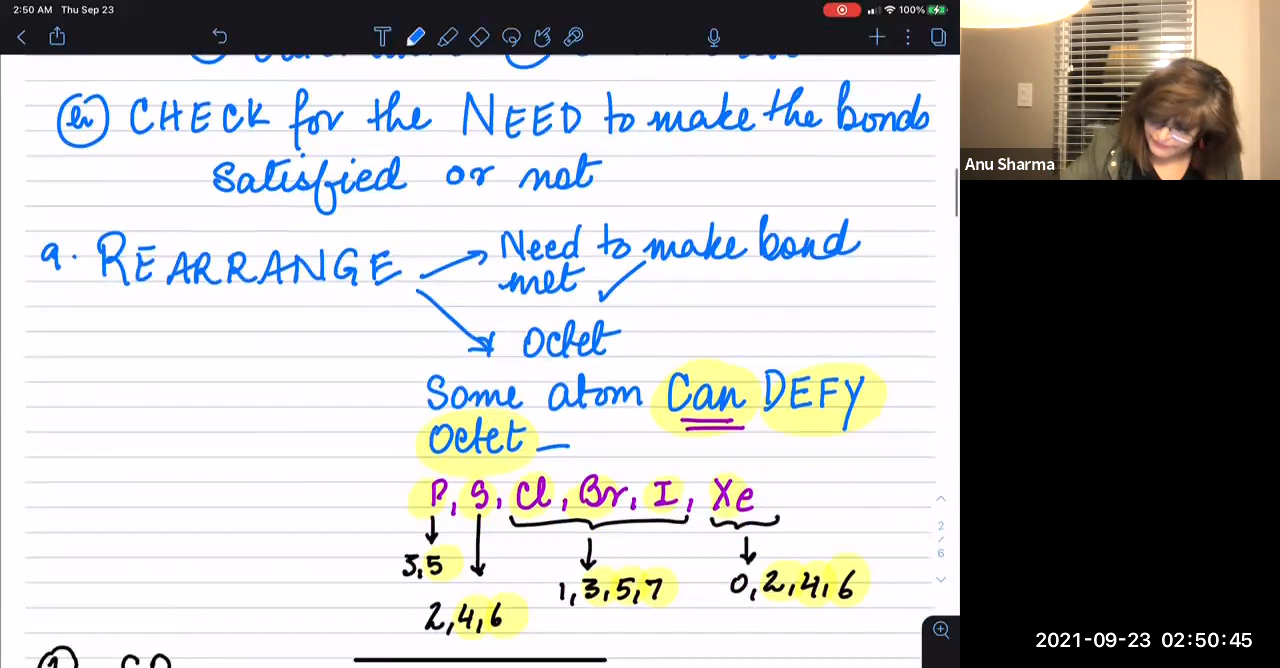 2:50 AM Thu Sep 23
100%
CHECK for the NEED to make the bonds
Satisfied or not
9. REARRANGE
Need to make bond
met
Octet
Some atom Can DEFY
Octet –
P, S, Cl, Br, I, Xe
3,5
2,4,6
1,3,5,7
0,2,4,6
2
/
6
Anu Sharma
2021-09-23 02:50:45